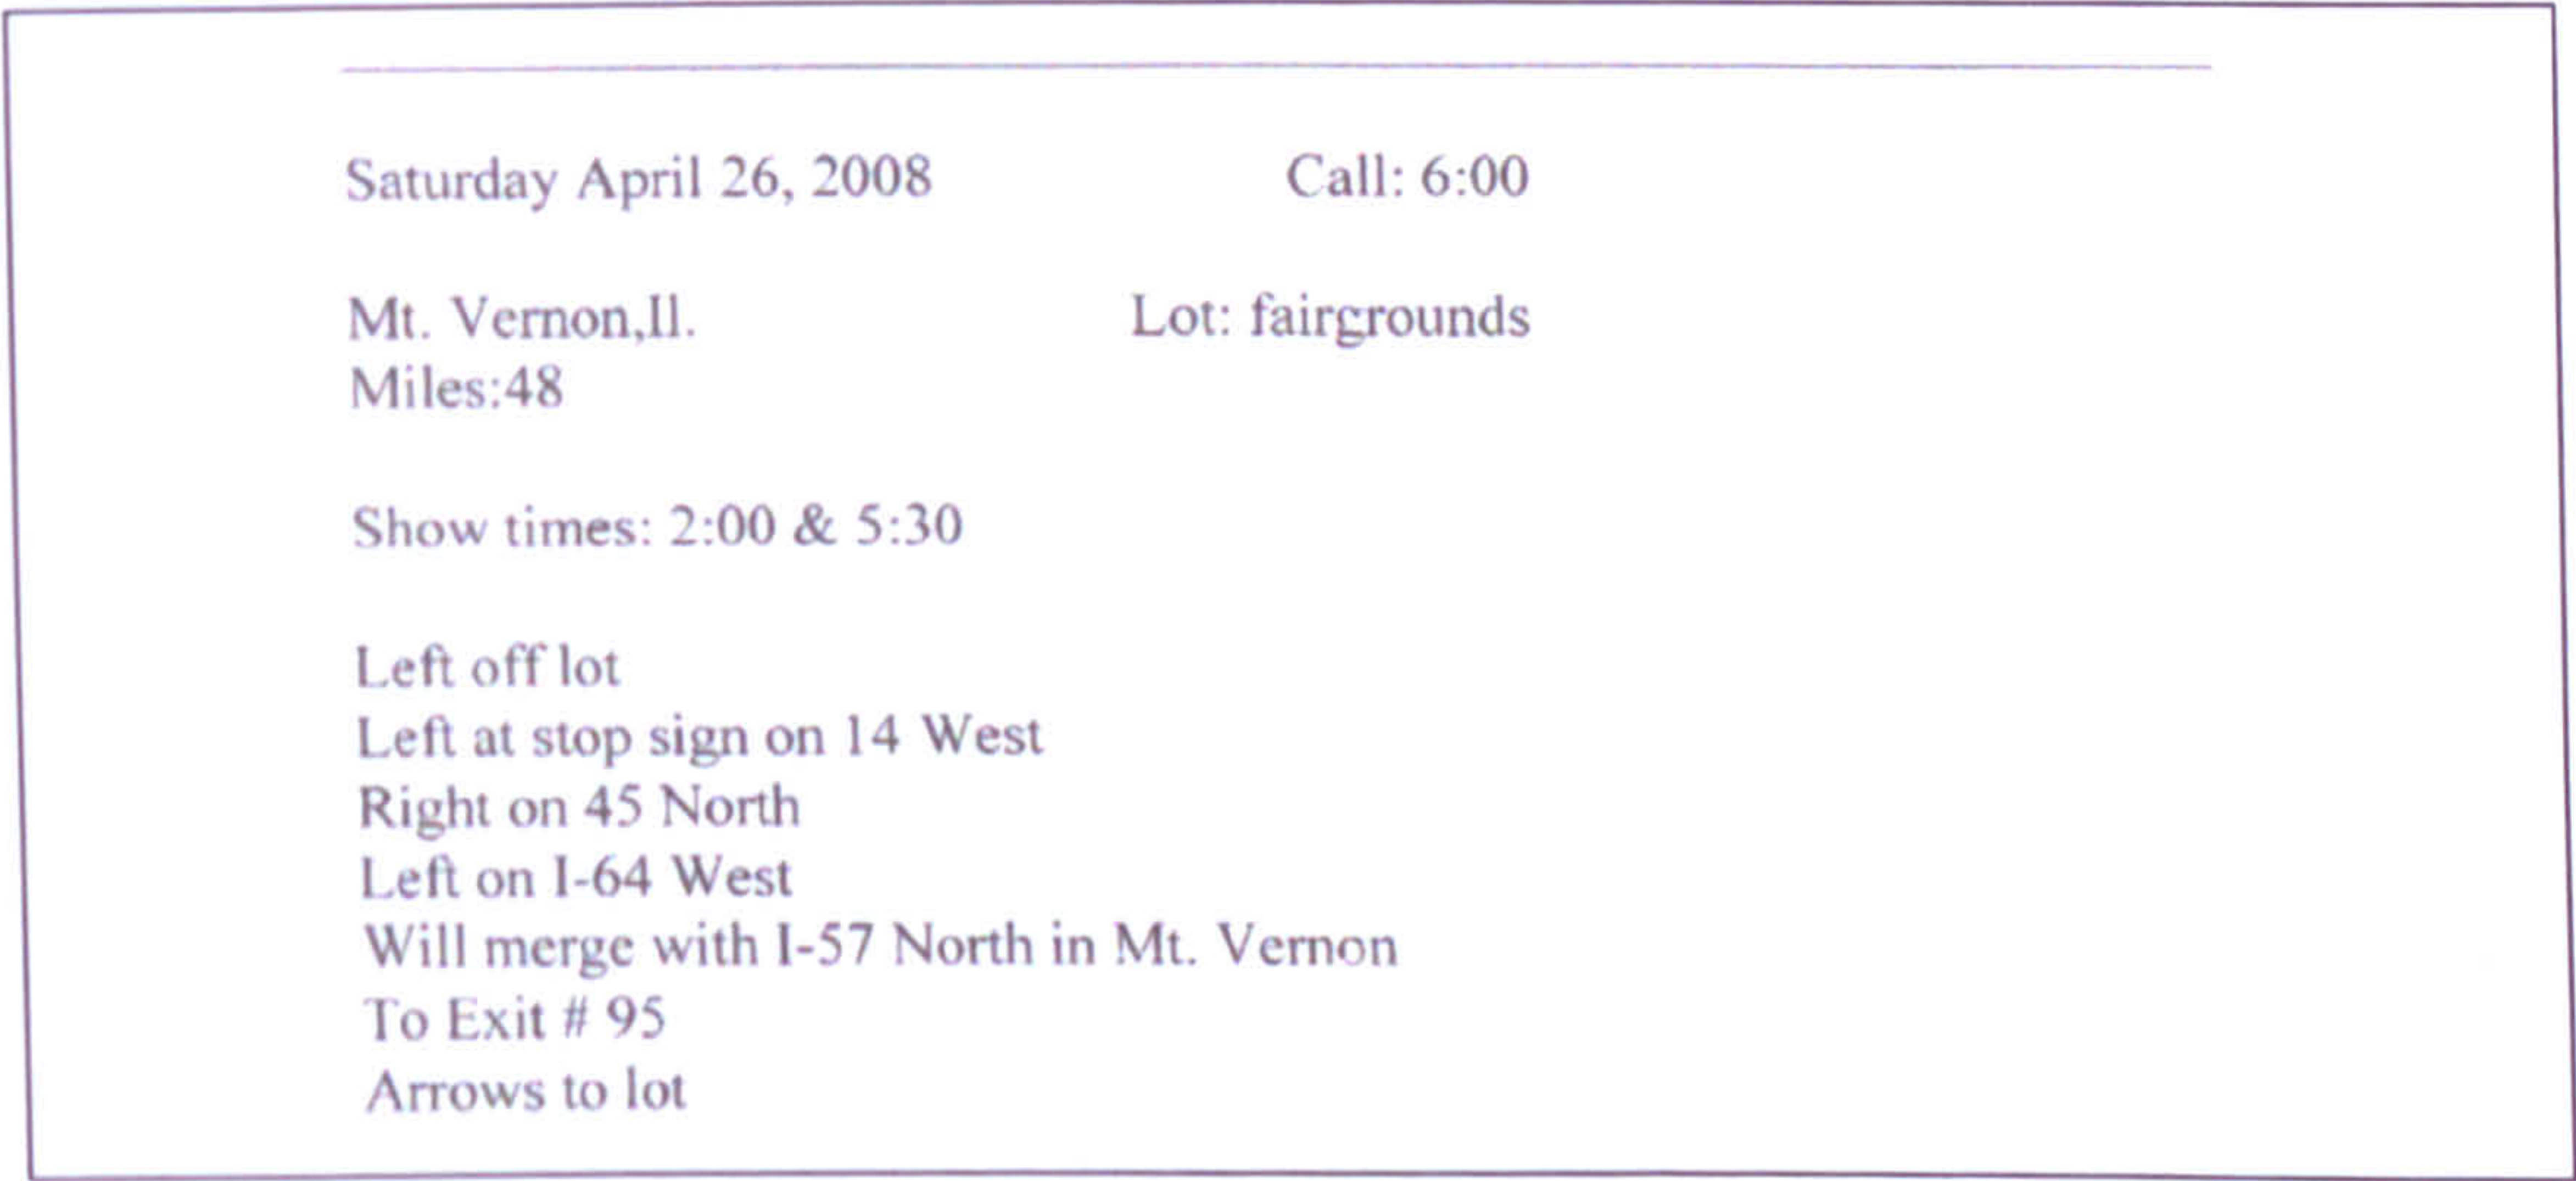 Saturday April 26, 2008 Call: 6:00
Mt. Vernon,Il. Lot: fairgrounds
Miles:48
Show times: 2:00 & 5:30
Left off lot
Left at stop sign on 14 West
Right on 45 North
Left on I-64 West
Will merge with I-57 North in Mt. Vernon
To Exit # 95
Arrows to lot